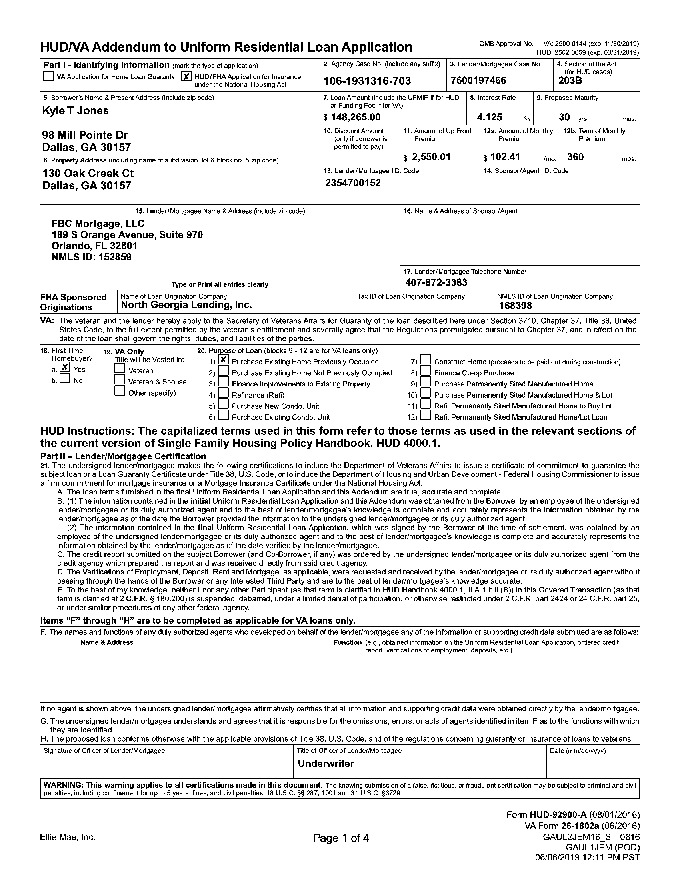 HUD/VA Addendum to Uniform Residential Loan Application
OMB Approval No. VA: 2900-0144 (exp. 11/30/2019)
HUD: 2502-0059 (exp. 03/31/2019)
Part I - Identifying Information (mark the type of application)
VA Application for Home Loan Guaranty
X HUD/FHA Application for Insurance under the National Housing Act
2. Agency Case No. (include any suffix)
106-1931316-703
3. Lender/Mortgagee Case No.
7600197466
4. Section of the Act (for HUD cases)
203B
5. Borrower's Name & Present Address (include zip code)
Kyle T Jones
98 Mill Pointe Dr
Dallas, GA 30157
7. Loan Amount (include the UFMIP if for HUD or Funding Fee if for VA)
$ 148,265.00
8. Interest Rate
4.125 %
9. Proposed Maturity
30 yrs. mos.
10. Discount Amount (only if borrower is permitted to pay)
11. Amount of Up Front Premium
$ 2,550.01
12a. Amount of Monthly Premium
$ 102.41 /mo.
12b. Term of Monthly Premium
360 mos.
6. Property Address (including name of subdivision, lot & block no. & zip code)
130 Oak Creek Ct
Dallas, GA 30157
13. Lender/Mortgagee I.D. Code
2354700152
14. Sponsor/Agent I.D. Code
15. Lender/Mortgagee Name & Address (include zip code)
FBC Mortgage, LLC
189 S Orange Avenue, Suite 970
Orlando, FL 32801
NMLS ID: 152859
Type or Print all entries clearly
16. Name & Address of Sponsor/Agent
17. Lender/Mortgagee Telephone Number
407-872-3383
FHA Sponsored Originations
Name of Loan Origination Company
North Georgia Lending, Inc.
Tax ID of Loan Origination Company
NMLS ID of Loan Origination Company
168398
VA: The veteran and the lender hereby apply to the Secretary of Veterans Affairs for Guaranty of the loan described here under Section 3710, Chapter 37, Title 38, United
States Code, to the full extent permitted by the veteran's entitlement and severally agree that the Regulations promulgated pursuant to Chapter 37, and in effect on the
date of the loan shall govern the rights, duties, and liabilities of the parties.
18. First Time Homebuyer?
a. X Yes
b. No
19. VA Only
Title will be Vested in:
Veteran
Veteran & Spouse
Other (specify)
20. Purpose of Loan (blocks 9 - 12 are for VA loans only)
1) X Purchase Existing Home Previously Occupied
2) Purchase Existing Home Not Previously Occupied
3) Finance Improvements to Existing Property
4) Refinance (Refi)
5) Purchase New Condo. Unit
6) Purchase Existing Condo. Unit
7) Construct Home (proceeds to be paid out during construction)
8) Finance Co-op Purchase
9) Purchase Permanently Sited Manufactured Home
10) Purchase Permanently Sited Manufactured Home & Lot
11) Refi. Permanently Sited Manufactured Home to Buy Lot
12) Refi. Permanently Sited Manufactured Home/Lot Loan
HUD Instructions: The capitalized terms used in this form refer to those terms as used in the relevant sections of
the current version of Single Family Housing Policy Handbook. HUD 4000.1.
Part II - Lender/Mortgagee Certification
21. The undersigned lender/mortgagee makes the following certifications to induce the Department of Veterans Affairs to issue a certificate of commitment to guarantee the
subject loan or a Loan Guaranty Certificate under Title 38, U.S. Code, or to induce the Department of Housing and Urban Development - Federal Housing Commissioner to issue
a firm commitment for mortgage insurance or a Mortgage Insurance Certificate under the National Housing Act.
A. The loan terms furnished in the final Uniform Residential Loan Application and this Addendum are true, accurate and complete.
B. (1) The information contained in the initial Uniform Residential Loan Application and this Addendum was obtained from the Borrower by an employee of the undersigned
lender/mortgagee or its duly authorized agent and to the best of lender/mortgagee's knowledge is complete and accurately represents the information obtained by the
lender/mortgagee as of the date the Borrower provided the information to the undersigned lender/mortgagee or its duly authorized agent.
(2) The information contained in the final Uniform Residential Loan Application, which was signed by the Borrower at the time of settlement, was obtained by an
employee of the undersigned lender/mortgagee or its duly authorized agent and to the best of lender/mortgagee's knowledge is complete and accurately represents the
information obtained by the lender/mortgagee as of the date verified by the lender/mortgagee.
C. The credit report submitted on the subject Borrower (and Co-Borrower, if any) was ordered by the undersigned lender/mortgagee or its duly authorized agent from the
credit agency which prepared the report and was received directly from said credit agency.
D. The Verifications of Employment, Deposit, Rent and Mortgage, as applicable, were requested and received by the lender/mortgagee or its duly authorized agent without
passing through the hands of the Borrower or any Interested Third Party and are to the best of lender/mortgagee's knowledge accurate.
E. To the best of my knowledge, neither I nor any other Participant (as that term is clarified in HUD Handbook 4000.1, II.A.1.b.ii.(B)) in this Covered Transaction (as that
term is clarified at 2 C.F.R. § 180.200) is suspended, debarred, under a limited denial of participation, or otherwise restricted under 2 C.F.R. part 2424 or 24 C.F.R. part 25,
or under similar procedures of any other federal agency.
Items "F" through "H" are to be completed as applicable for VA loans only.
F. The names and functions of any duly authorized agents who developed on behalf of the lender/mortgagee any of the information or supporting credit data submitted are as follows:
Name & Address
Function (e.g., obtained information on the Uniform Residential Loan Application, ordered credit
report, verifications of employment, deposits, etc.)
If no agent is shown above, the undersigned lender/mortgagee affirmatively certifies that all information and supporting credit data were obtained directly by the lender/mortgagee.
G. The undersigned lender/mortgagee understands and agrees that it is responsible for the omissions, errors, or acts of agents identified in item F as to the functions with which
they are identified.
H. The proposed loan conforms otherwise with the applicable provisions of Title 38, U.S. Code, and of the regulations concerning guaranty or insurance of loans to veterans.
Signature of Officer of Lender/Mortgagee
Title of Officer of Lender/Mortgagee
Underwriter
Date (mm/dd/yyyy)
WARNING: This warning applies to all certifications made in this document. The knowing submission of a false, fictitious, or fraudulent certification may be subject to criminal and civil
penalties, including confinement for up to 5 years, fines, and civil penalties. 18 U.S.C. §§ 287, 1001 and 31 U.S.C. §3729
Form HUD-92900-A (08/01/2016)
VA Form 26-1802a (06/2016)
Ellie Mae, Inc.
Page 1 of 4
GAUL2JEM16_S 0816
GAUL1JEM (POD)
06/06/2019 12:11 PM PST